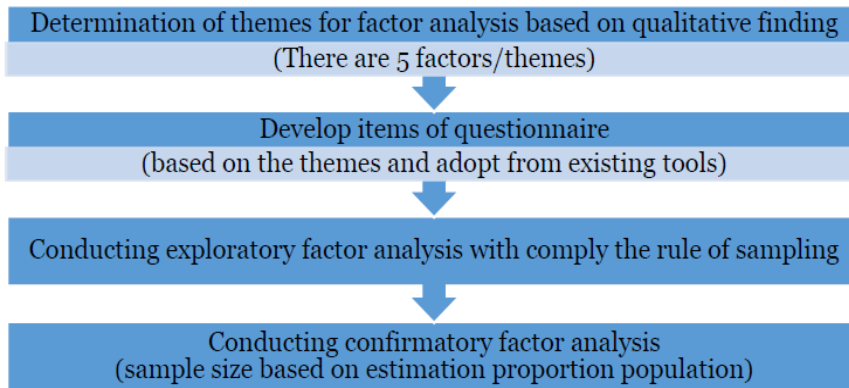 Determination of themes for factor analysis based on qualitative finding
(There are 5 factors/themes)
Develop items of questionnaire
(based on the themes and adopt from existing tools)
Conducting exploratory factor analysis with comply the rule of sampling
Conducting confirmatory factor analysis
(sample size based on estimation proportion population)